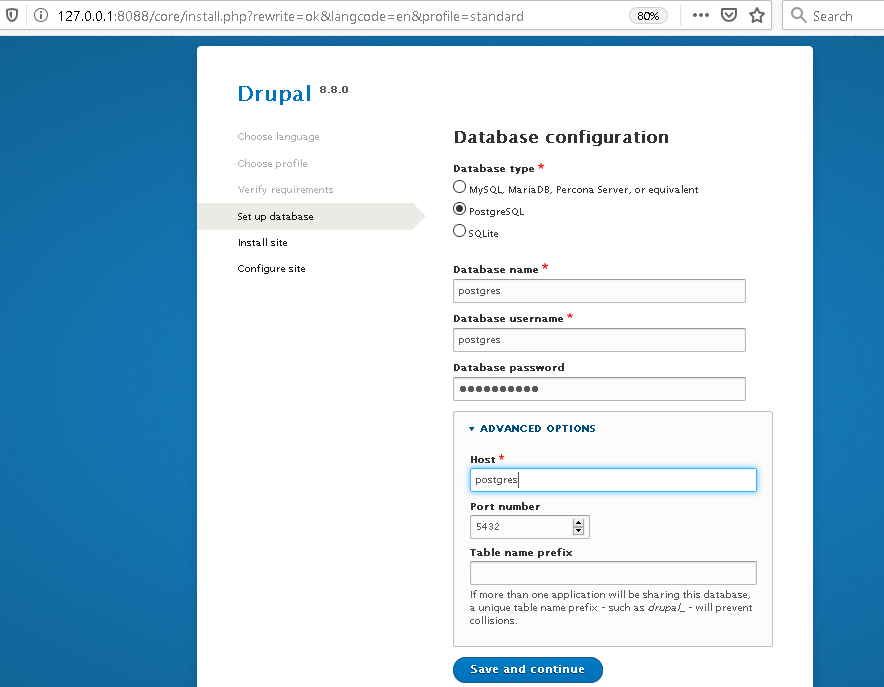 127.0.0.1:8088/core/install.php?rewrite=ok&langcode=en&profile=standard
80%
Search
Drupal 8.8.0
Choose language
Choose profile
Verify requirements
Set up database
Install site
Configure site
Database configuration
Database type *
MySQL, MariaDB, Percona Server, or equivalent
PostgreSQL
SQLite
Database name *
postgres
Database username *
postgres
Database password
●●●●●●●●●●
▾ ADVANCED OPTIONS
Host *
postgres
Port number
5432
Table name prefix
If more than one application will be sharing this database,
a unique table name prefix - such as drupal_ - will prevent
collisions.
Save and continue